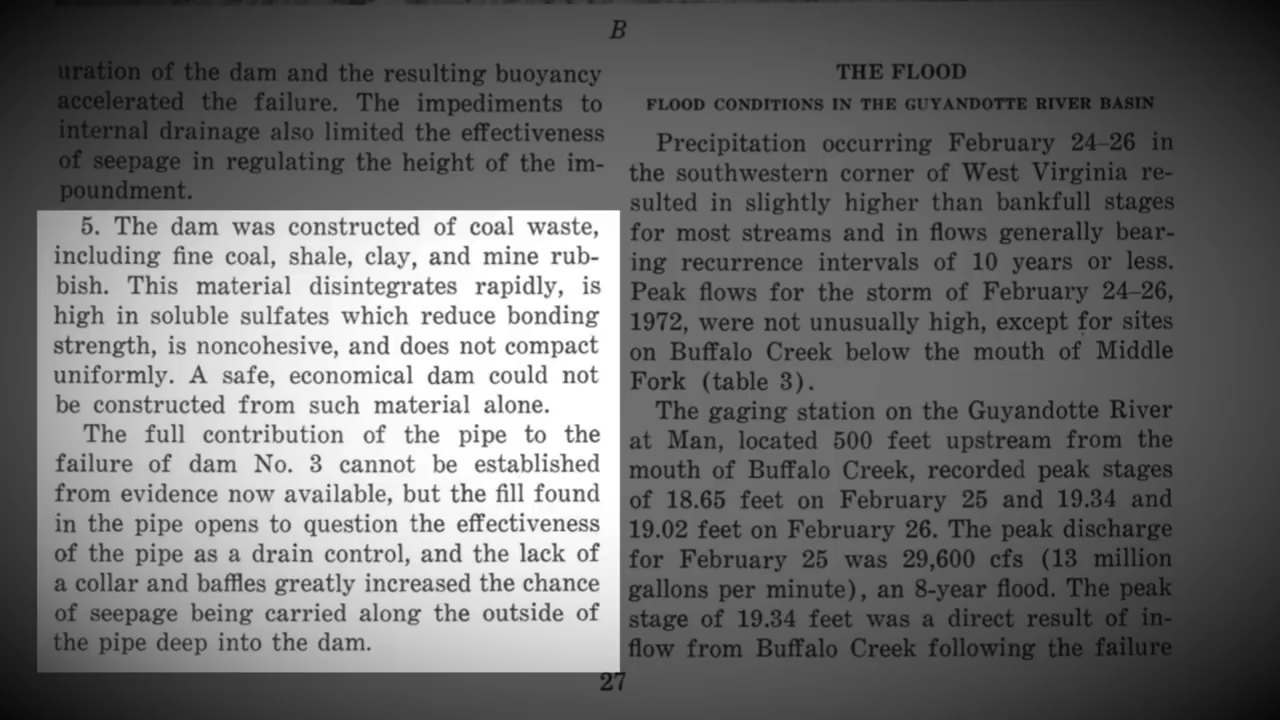 B
uration of the dam and the resulting buoyancy
accelerated the failure. The impediments to
internal drainage also limited the effectiveness
of seepage in regulating the height of the im-
poundment.
5. The dam was constructed of coal waste,
including fine coal, shale, clay, and mine rub-
bish. This material disintegrates rapidly, is
high in soluble sulfates which reduce bonding
strength, is noncohesive, and does not compact
uniformly. A safe, economical dam could not
be constructed from such material alone.
The full contribution of the pipe to the
failure of dam No. 3 cannot be established
from evidence now available, but the fill found
in the pipe opens to question the effectiveness
of the pipe as a drain control, and the lack of
a collar and baffles greatly increased the chance
of seepage being carried along the outside of
the pipe deep into the dam.
THE FLOOD
FLOOD CONDITIONS IN THE GUYANDOTTE RIVER BASIN
Precipitation occurring February 24–26 in
the southwestern corner of West Virginia re-
sulted in slightly higher than bankfull stages
for most streams and in flows generally bear-
ing recurrence intervals of 10 years or less.
Peak flows for the storm of February 24–26,
1972, were not unusually high, except for sites
on Buffalo Creek below the mouth of Middle
Fork (table 3).
The gaging station on the Guyandotte River
at Man, located 500 feet upstream from the
mouth of Buffalo Creek, recorded peak stages
of 18.65 feet on February 25 and 19.34 and
19.02 feet on February 26. The peak discharge
for February 25 was 29,600 cfs (13 million
gallons per minute), an 8-year flood. The peak
stage of 19.34 feet was a direct result of in-
flow from Buffalo Creek following the failure
27